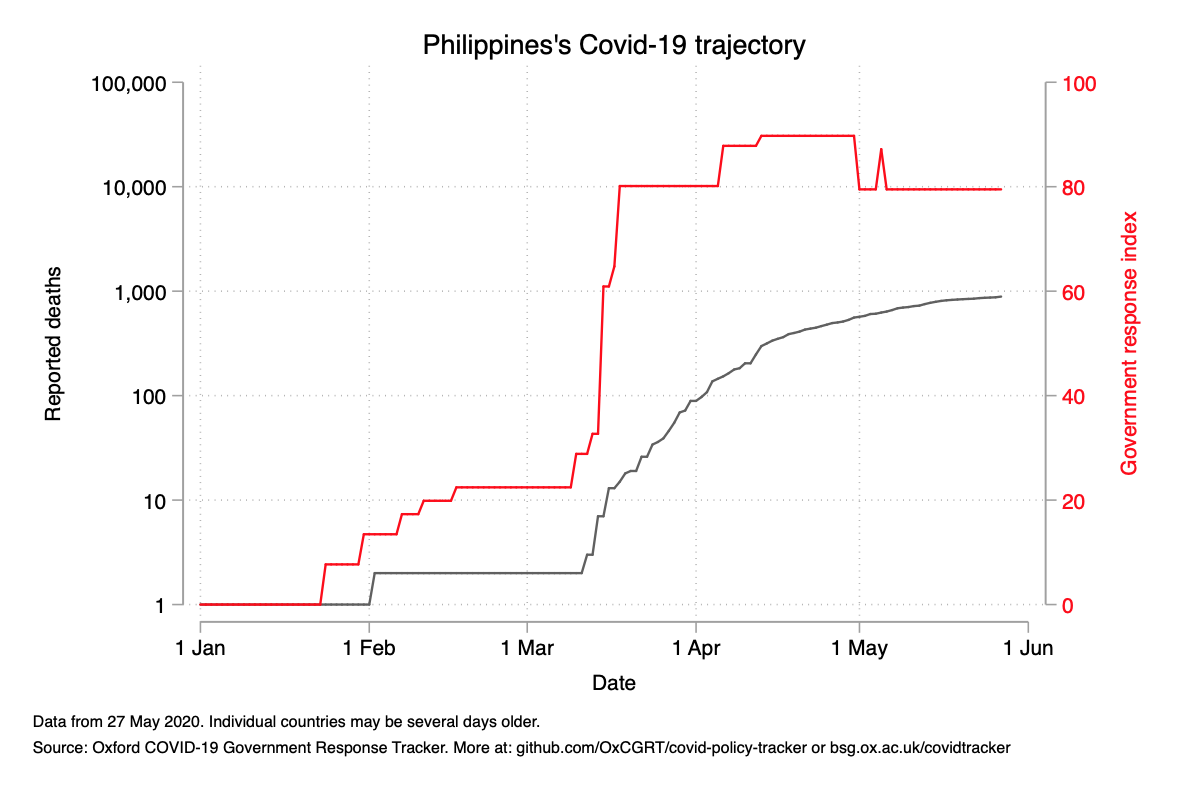 Philippines's Covid-19 trajectory
100,000
10,000
1,000
100
10
1
Reported deaths
100
80
60
40
20
0
Government response index
1 Jan
1 Feb
1 Mar
1 Apr
1 May
1 Jun
Date
Data from 27 May 2020. Individual countries may be several days older.
Source: Oxford COVID-19 Government Response Tracker. More at: github.com/OxCGRT/covid-policy-tracker or bsg.ox.ac.uk/covidtracker